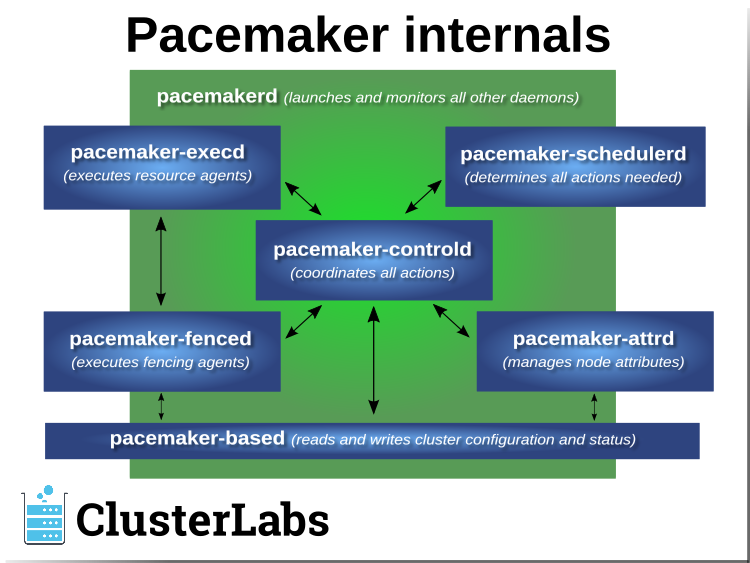 Pacemaker internals
pacemakerd (launches and monitors all other daemons)
pacemaker-execd
(executes resource agents)
pacemaker-schedulerd
(determines all actions needed)
pacemaker-controld
(coordinates all actions)
pacemaker-fenced
(executes fencing agents)
pacemaker-attrd
(manages node attributes)
pacemaker-based (reads and writes cluster configuration and status)
ClusterLabs